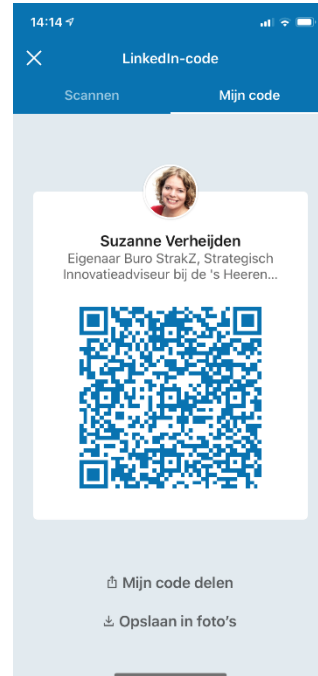 14:14
LinkedIn-code
Scannen Mijn code
Suzanne Verheijden
Eigenaar Buro StrakZ, Strategisch
Innovatieadviseur bij de 's Heeren...
Mijn code delen
Opslaan in foto's